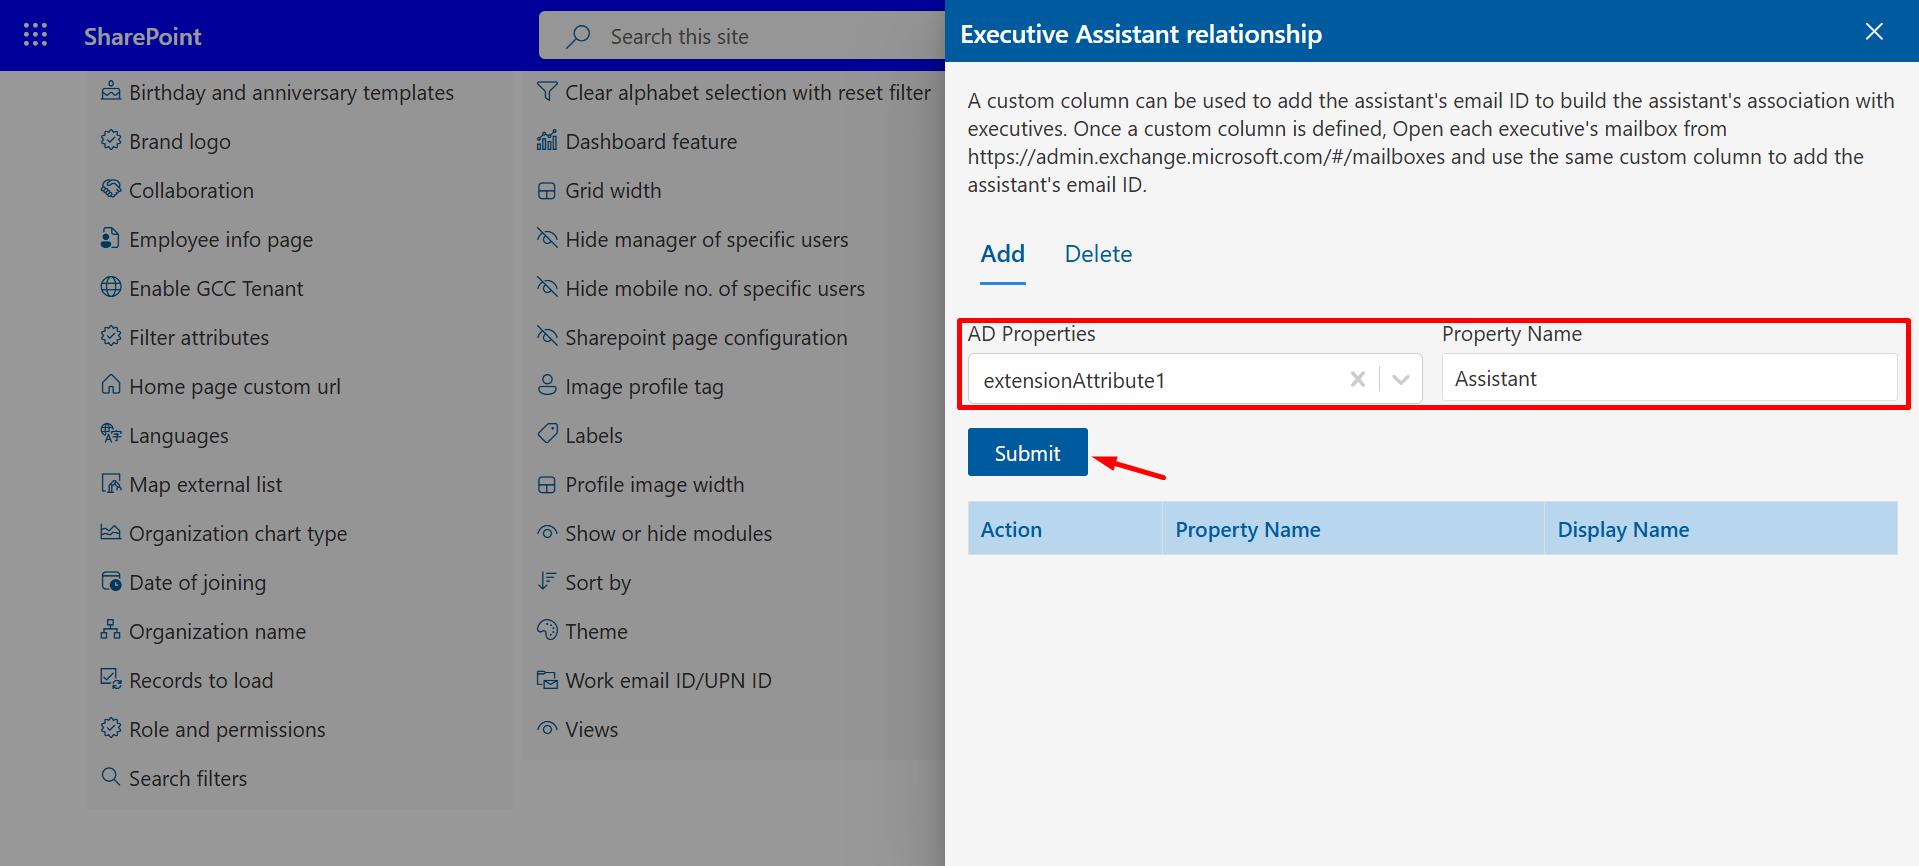 SharePoint
Search this site
Birthday and anniversary templates
Brand logo
Collaboration
Employee info page
Enable GCC Tenant
Filter attributes
Home page custom url
Languages
Map external list
Organization chart type
Date of joining
Organization name
Records to load
Role and permissions
Search filters
Clear alphabet selection with reset filter
Dashboard feature
Grid width
Hide manager of specific users
Hide mobile no. of specific users
Sharepoint page configuration
Image profile tag
Labels
Profile image width
Show or hide modules
Sort by
Theme
Work email ID/UPN ID
Views
Executive Assistant relationship
A custom column can be used to add the assistant's email ID to build the assistant's association with
executives. Once a custom column is defined, Open each executive's mailbox from
https://admin.exchange.microsoft.com/#/mailboxes and use the same custom column to add the
assistant's email ID.
Add Delete
AD Properties Property Name
extensionAttribute1 Assistant
Submit
Action Property Name Display Name